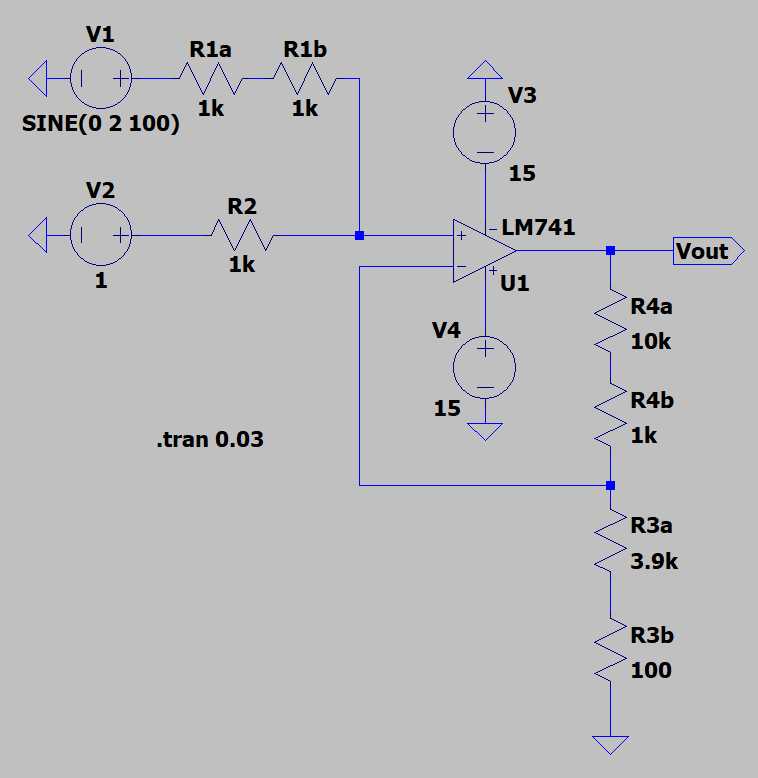 V1
R1a
R1b
1k
1k
SINE(0 2 100)
V3
15
V2
R2
1
1k
LM741
U1
Vout
V4
15
R4a
10k
R4b
1k
.tran 0.03
R3a
3.9k
R3b
100